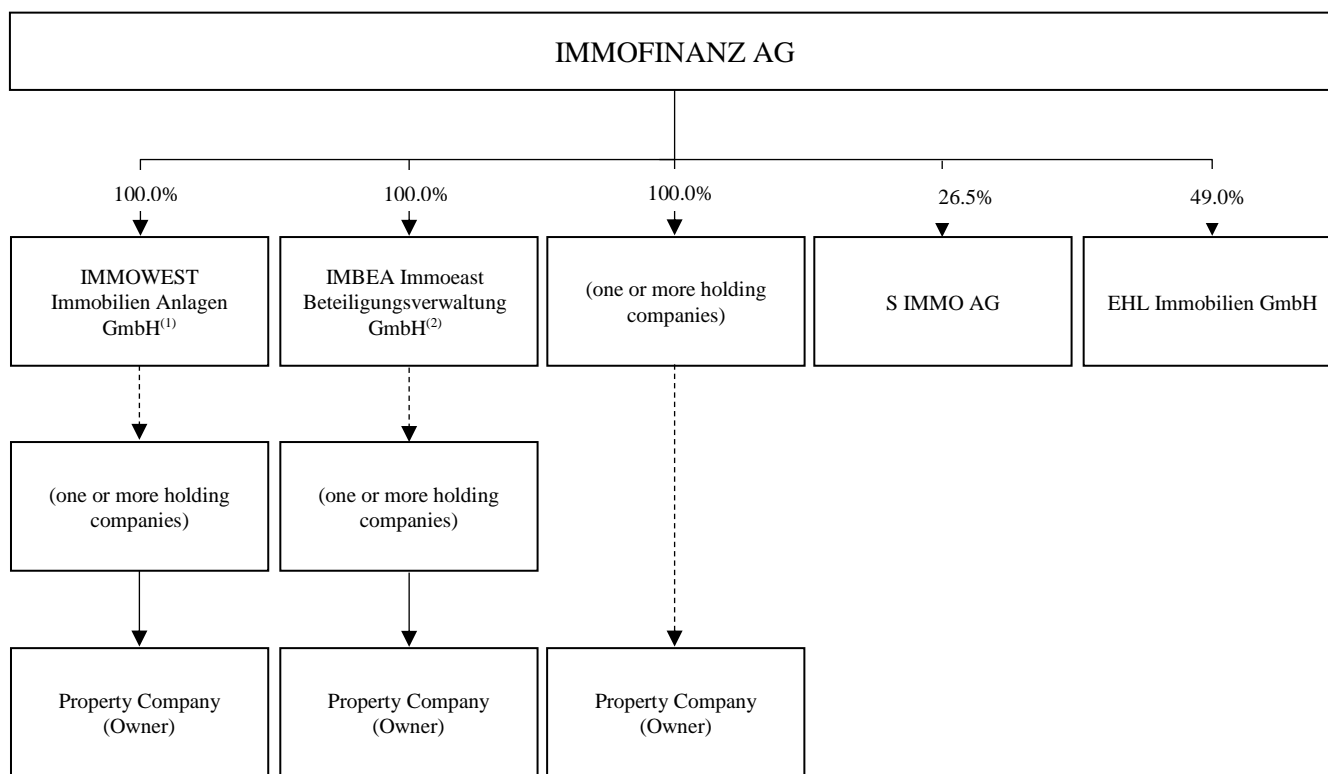 IMMOFINANZ AG
100.0%
100.0%
100.0%
26.5%
49.0%
IMMOWEST
Immobilien Anlagen
GmbH(1)
IMBEA Immoeast
Beteiligungsverwaltung
GmbH(2)
(one or more holding
companies)
S IMMO AG
EHL Immobilien GmbH
(one or more holding
companies)
(one or more holding
companies)
Property Company
(Owner)
Property Company
(Owner)
Property Company
(Owner)